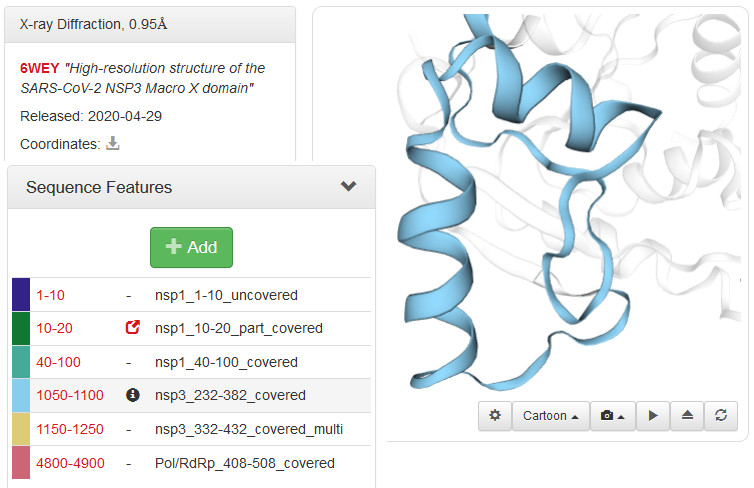 X-ray Diffraction, 0.95Å
6WEY "High-resolution structure of the
SARS-CoV-2 NSP3 Macro X domain"
Released: 2020-04-29
Coordinates:
Sequence Features
Add
1-10 - nsp1_1-10_uncovered
10-20 nsp1_10-20_part_covered
40-100 - nsp1_40-100_covered
1050-1100 nsp3_232-382_covered
1150-1250 - nsp3_332-432_covered_multi
4800-4900 - Pol/RdRp_408-508_covered
Cartoon